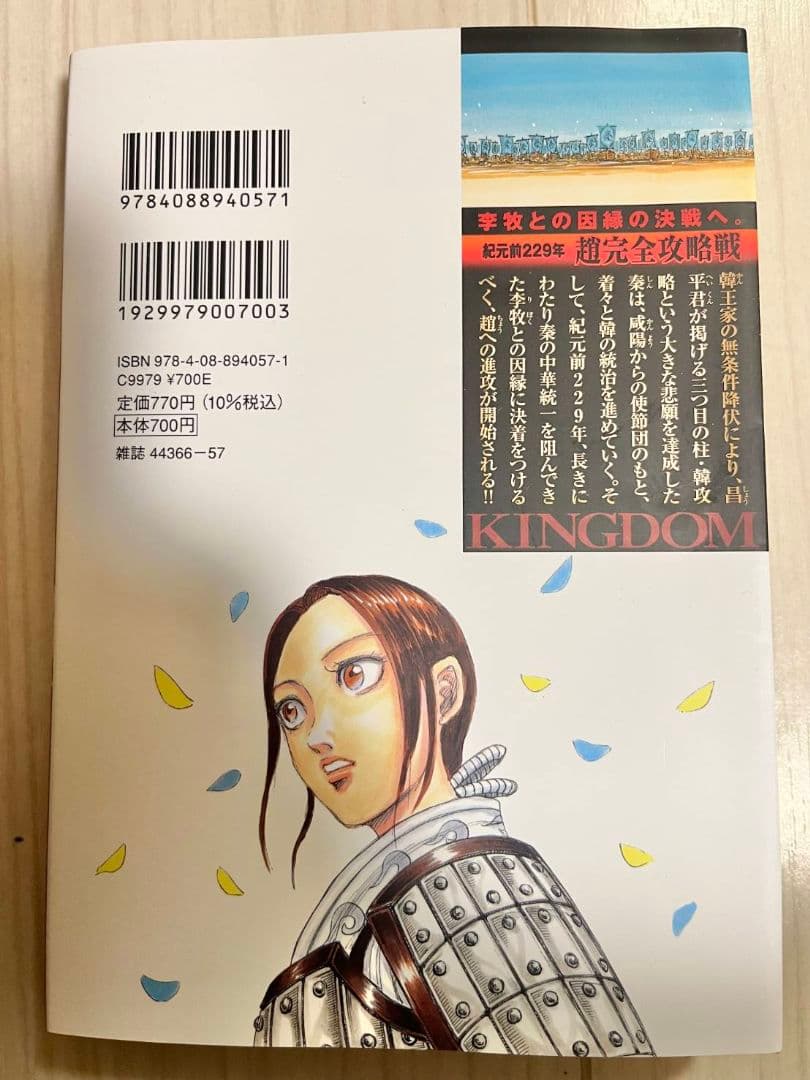 9784088940571
1929979007003
ISBN 978-4-08-894057-1
C9979 ¥700E
定価770円（10%税込）
本体700円
雑誌 44366－57
李牧との因縁の決戦へ。
紀元前229年 趙完全攻略戦
韓王家の無条件降伏により、昌
平君が掲げる三つ目の柱・韓攻
略という大きな悲願を達成した
秦は、咸陽からの使節団のもと、
着々と韓の統治を進めていく。そ
して、紀元前229年、長きに
わたり秦の中華統一を阻んでき
た李牧との因縁に決着をつける
べく、趙への進攻が開始される!!
KINGDOM